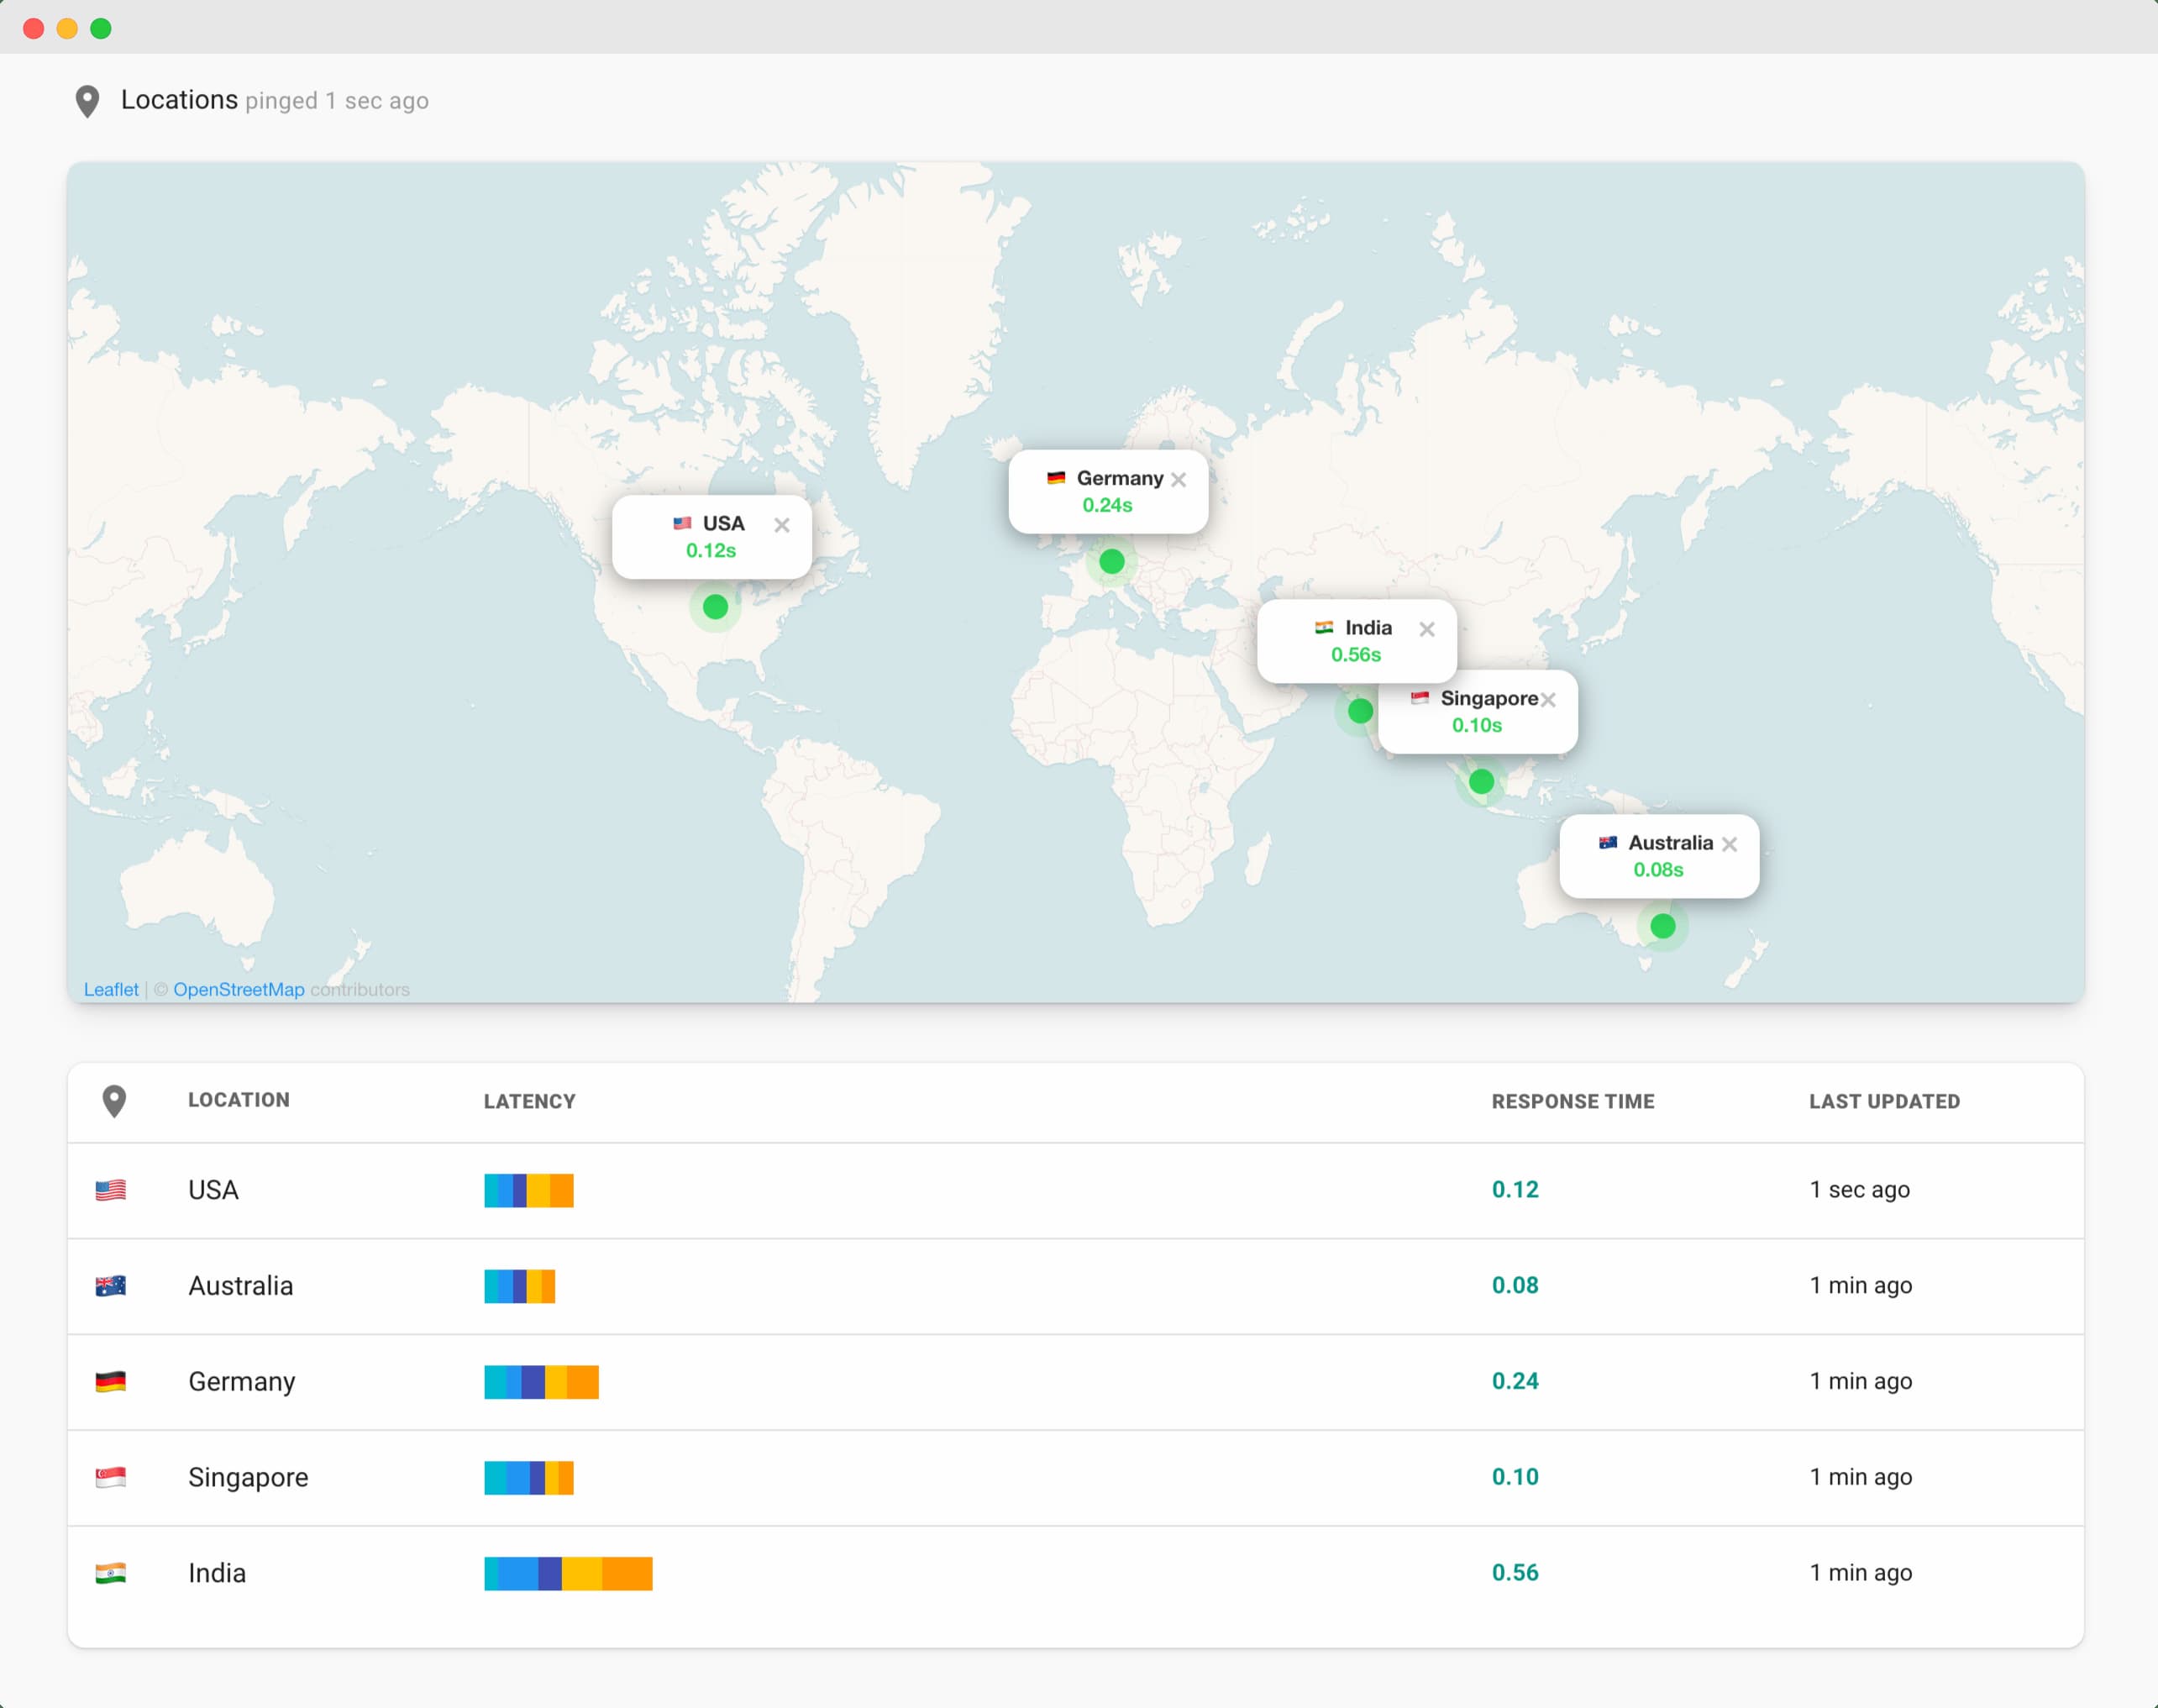 Locations pinged 1 sec ago
Germany
0.24s
USA
0.12s
India
0.56s
Singapore
0.10s
Australia
0.08s
Leaflet | © OpenStreetMap contributors
LOCATION LATENCY RESPONSE TIME LAST UPDATED
USA 0.12 1 sec ago
Australia 0.08 1 min ago
Germany 0.24 1 min ago
Singapore 0.10 1 min ago
India 0.56 1 min ago